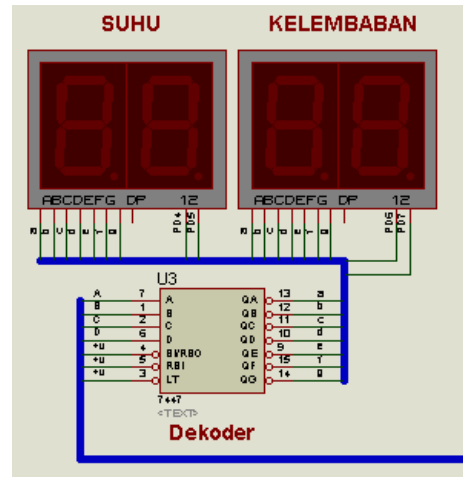 SUHU KELEMBABAN
ABCDEFG DP 12 ABCDEFG DP 12
a b c d e f g PD4 PD5 a b c d e f g PD6 PD7
U3
A 7 A QA 13 a
B 1 B QB 12 b
C 2 C QC 11 c
D 6 D QD 10 d
+U 4 BI/RBO QE 9 e
+U 5 RBI QF 15 f
+U 3 LT QG 14 g
7447
<TEXT>
Dekoder